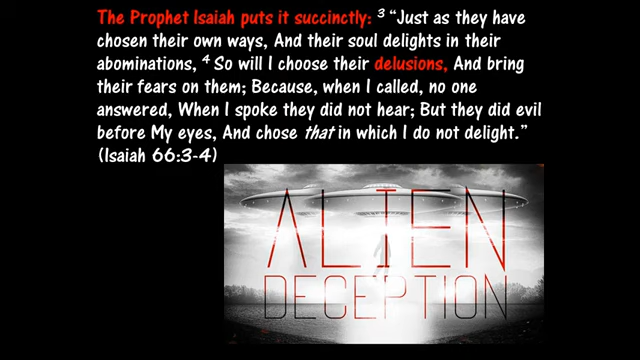 The Prophet Isaiah puts it succinctly: 3 “Just as they have
chosen their own ways, And their soul delights in their
abominations, 4 So will I choose their delusions, And bring
their fears on them; Because, when I called, no one
answered, When I spoke they did not hear; But they did evil
before My eyes, And chose that in which I do not delight.”
(Isaiah 66:3-4)
ALIEN
DECEPTION